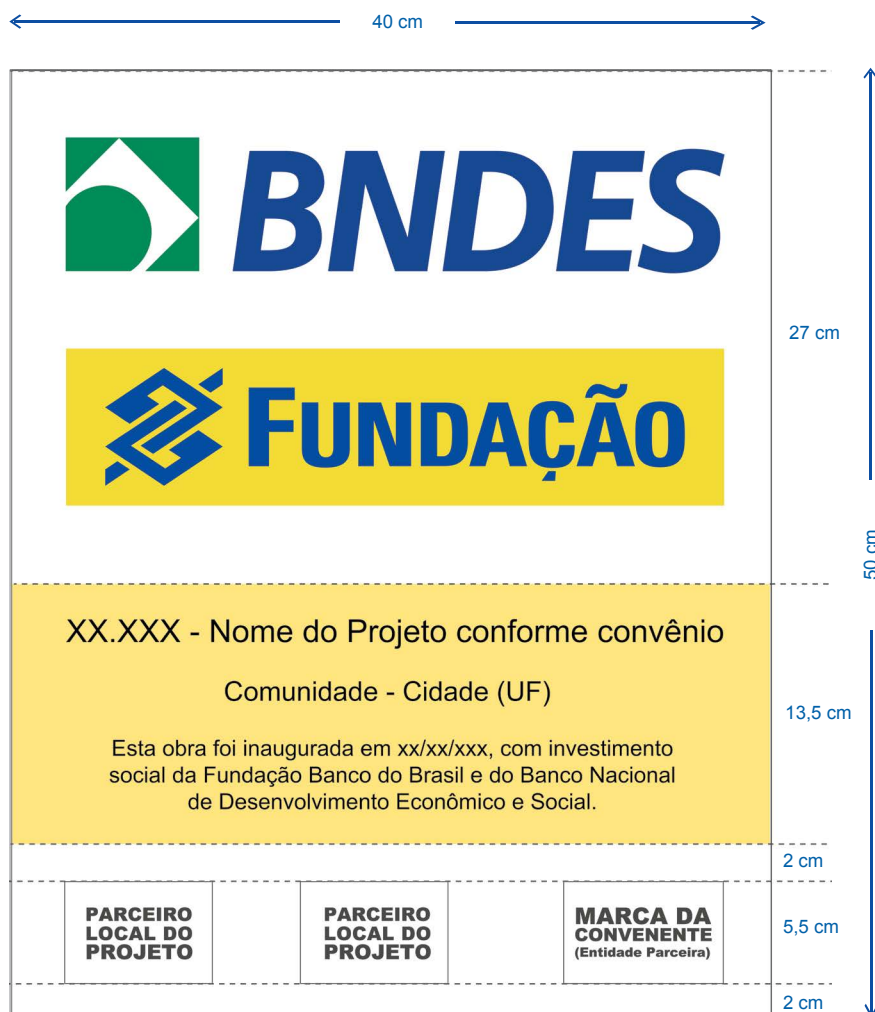 40 cm
BNDES
27 cm
FUNDAÇÃO
50 cm
XX.XXX - Nome do Projeto conforme convênio
Comunidade - Cidade (UF)
13,5 cm
Esta obra foi inaugurada em xx/xx/xxx, com investimento
social da Fundação Banco do Brasil e do Banco Nacional
de Desenvolvimento Econômico e Social.
2 cm
PARCEIRO
LOCAL DO
PROJETO
PARCEIRO
LOCAL DO
PROJETO
MARCA DA
CONVENENTE
(Entidade Parceira)
5,5 cm
2 cm